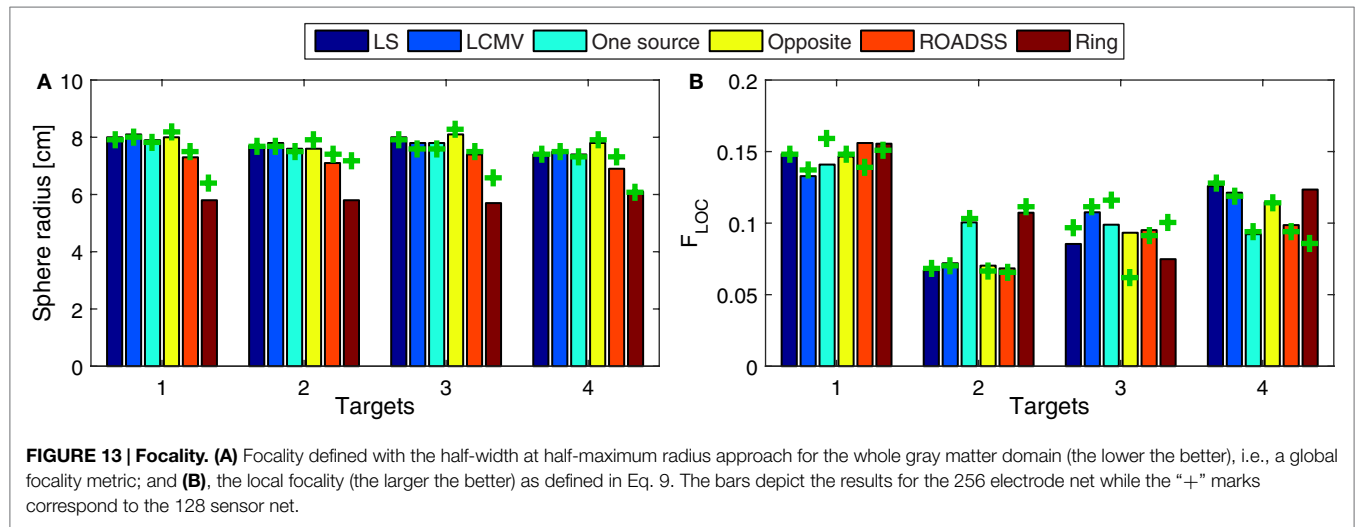 LS LCMV One source Opposite ROADSS Ring
A
10
8
6
4
2
0
Sphere radius [cm]
1 2 3 4
Targets
B
0.2
0.15
0.1
0.05
0
F_LOC
1 2 3 4
Targets
FIGURE 13 | Focality. (A) Focality defined with the half-width at half-maximum radius approach for the whole gray matter domain (the lower the better), i.e., a global
focality metric; and (B), the local focality (the larger the better) as defined in Eq. 9. The bars depict the results for the 256 electrode net while the “+” marks
correspond to the 128 sensor net.